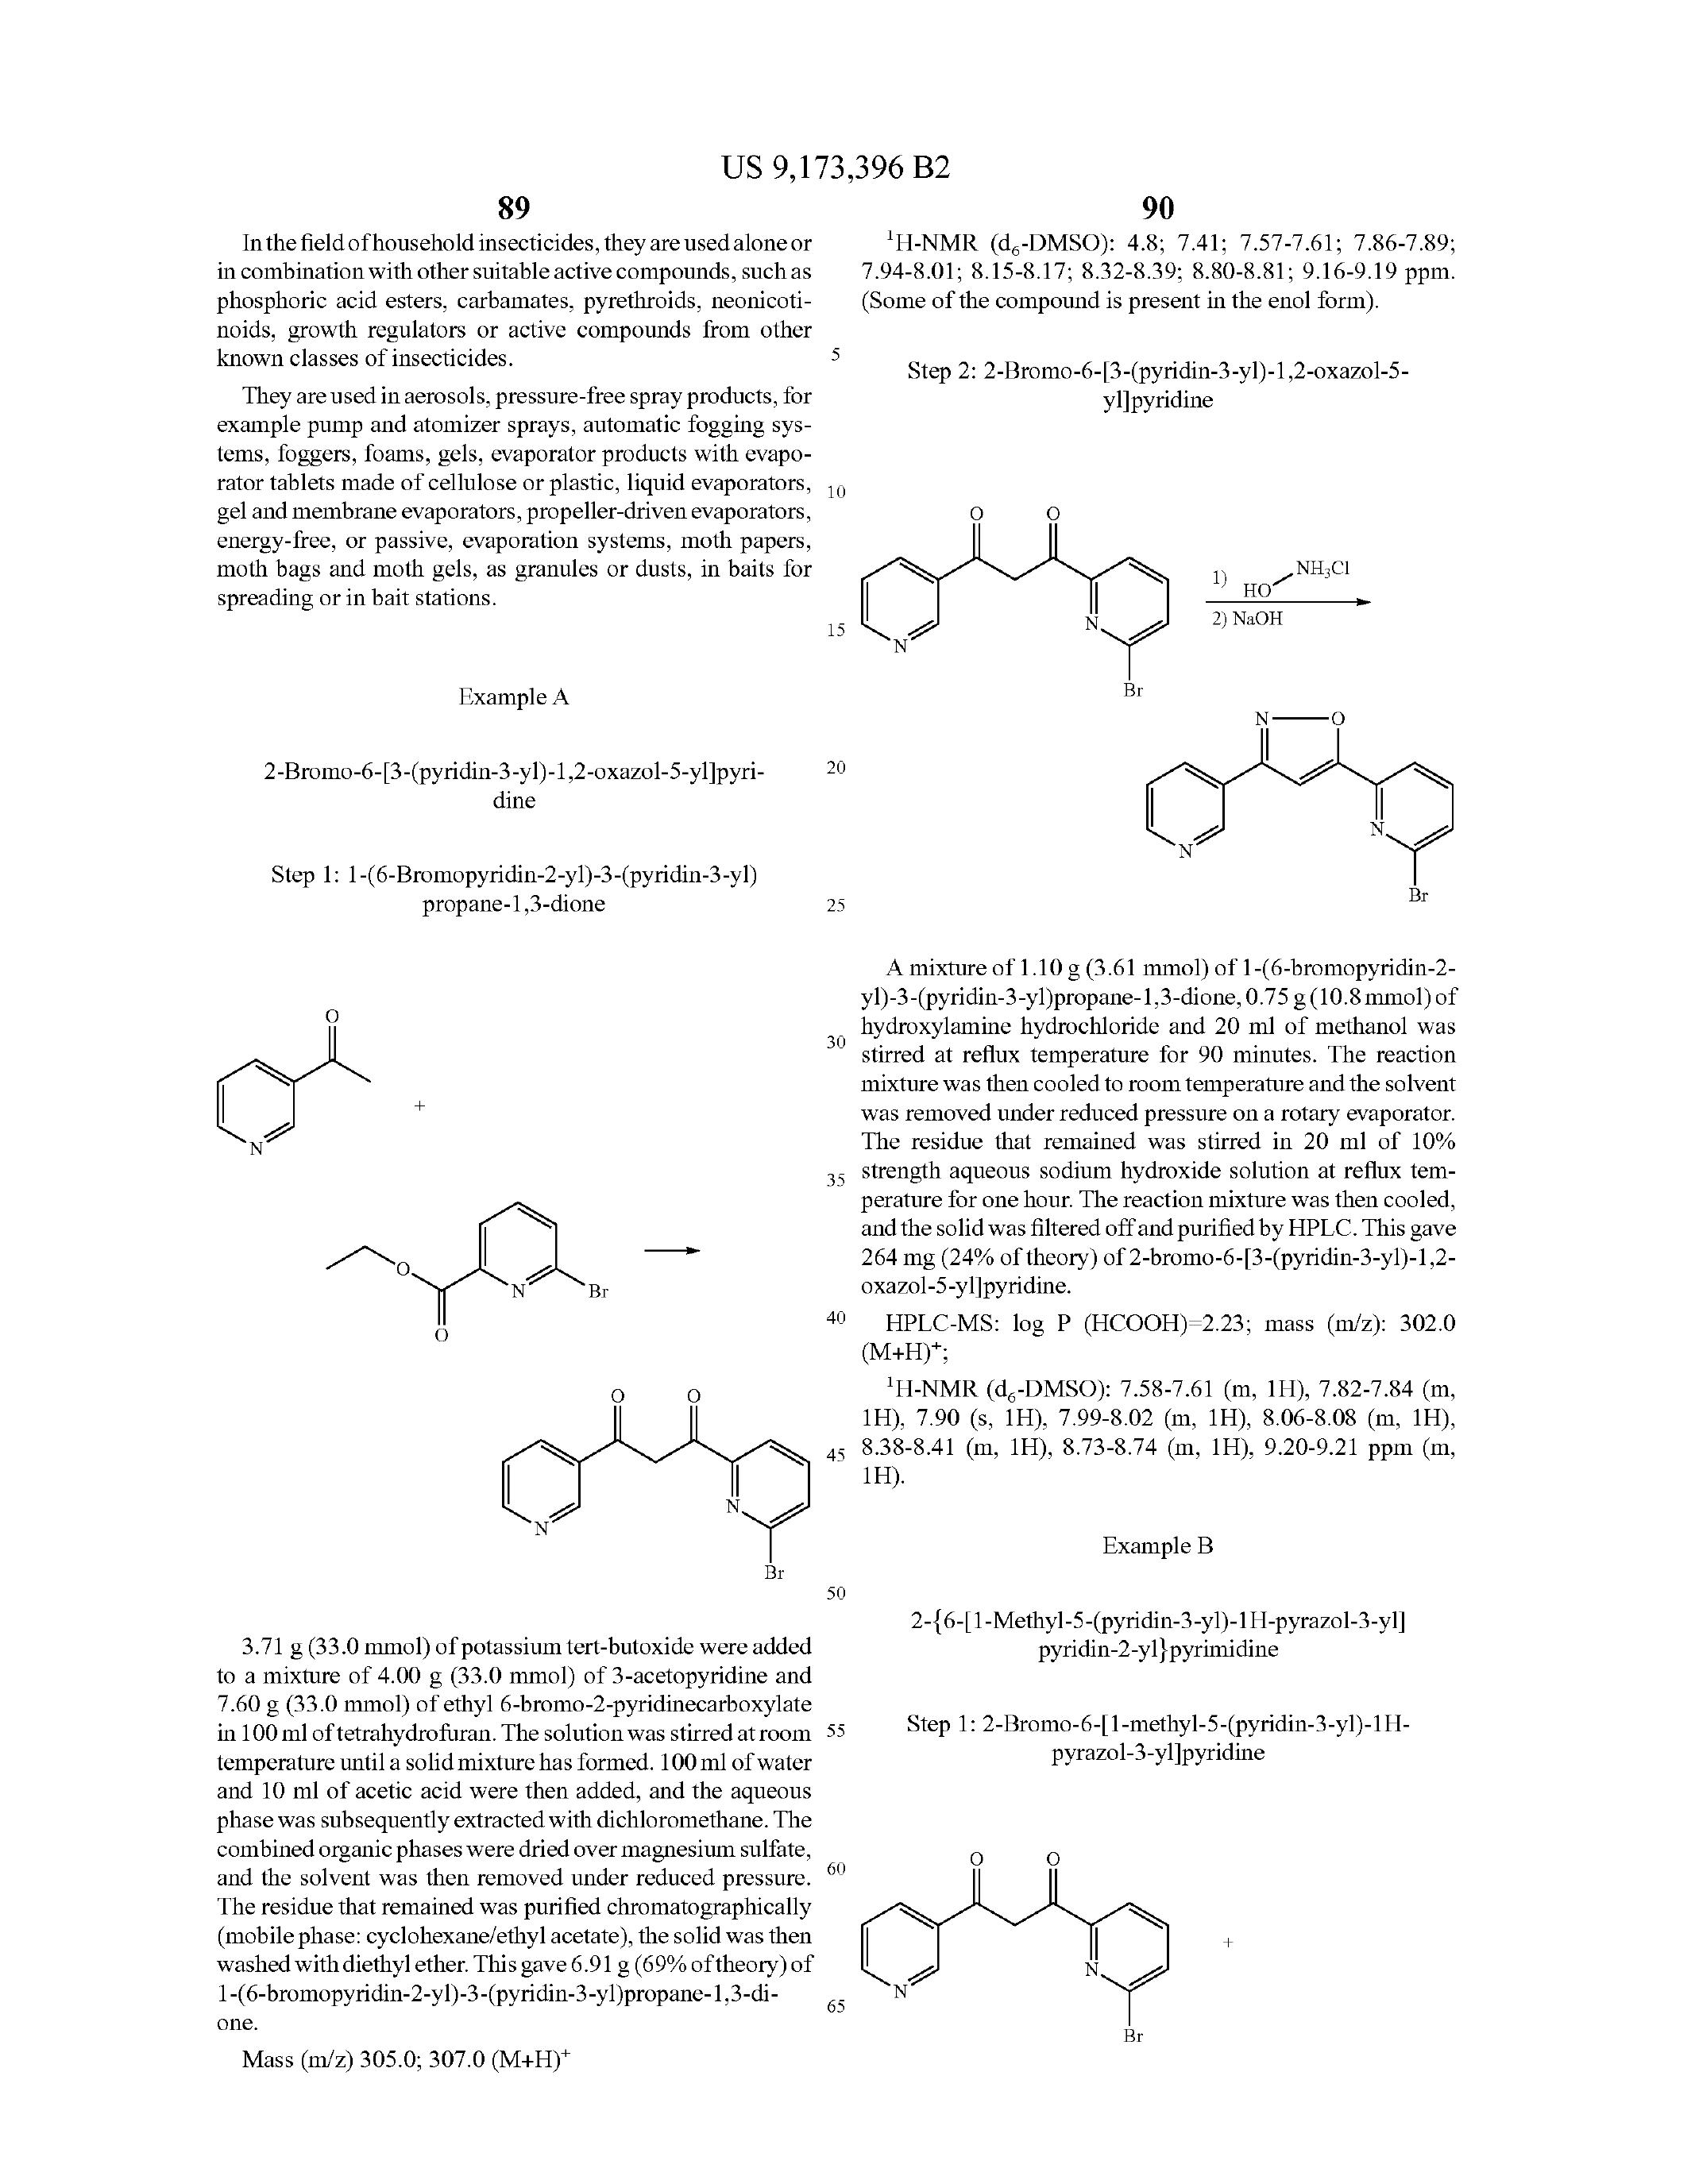 US 9,173,396 B2
89
In the field of household insecticides, they are used alone or
in combination with other suitable active compounds, such as
phosphoric acid esters, carbamates, pyrethroids, neonicoti-
noids, growth regulators or active compounds from other
known classes of insecticides.
They are used in aerosols, pressure-free spray products, for
example pump and atomizer sprays, automatic fogging sys-
tems, foggers, foams, gels, evaporator products with evapo-
rator tablets made of cellulose or plastic, liquid evaporators,
gel and membrane evaporators, propeller-driven evaporators,
energy-free, or passive, evaporation systems, moth papers,
moth bags and moth gels, as granules or dusts, in baits for
spreading or in bait stations.
Example A
2-Bromo-6-[3-(pyridin-3-yl)-1,2-oxazol-5-yl]pyri-
dine
Step 1: 1-(6-Bromopyridin-2-yl)-3-(pyridin-3-yl)
propane-1,3-dione
O
+
N
O
N
Br
O
O
O
N
N
Br
3.71 g (33.0 mmol) of potassium tert-butoxide were added
to a mixture of 4.00 g (33.0 mmol) of 3-acetopyridine and
7.60 g (33.0 mmol) of ethyl 6-bromo-2-pyridinecarboxylate
in 100 ml of tetrahydrofuran. The solution was stirred at room
temperature until a solid mixture has formed. 100 ml of water
and 10 ml of acetic acid were then added, and the aqueous
phase was subsequently extracted with dichloromethane. The
combined organic phases were dried over magnesium sulfate,
and the solvent was then removed under reduced pressure.
The residue that remained was purified chromatographically
(mobile phase: cyclohexane/ethyl acetate), the solid was then
washed with diethyl ether. This gave 6.91 g (69% of theory) of
1-(6-bromopyridin-2-yl)-3-(pyridin-3-yl)propane-1,3-di-
one.
Mass (m/z) 305.0; 307.0 (M+H)⁺
5
10
15
20
25
30
35
40
45
50
55
60
65
90
¹H-NMR (d₆-DMSO): 4.8; 7.41; 7.57-7.61; 7.86-7.89;
7.94-8.01; 8.15-8.17; 8.32-8.39; 8.80-8.81; 9.16-9.19 ppm.
(Some of the compound is present in the enol form).
Step 2: 2-Bromo-6-[3-(pyridin-3-yl)-1,2-oxazol-5-
yl]pyridine
O
O
N
N
Br
1) HO NH₃Cl
2) NaOH
N
O
N
N
Br
A mixture of 1.10 g (3.61 mmol) of 1-(6-bromopyridin-2-
yl)-3-(pyridin-3-yl)propane-1,3-dione, 0.75 g (10.8 mmol) of
hydroxylamine hydrochloride and 20 ml of methanol was
stirred at reflux temperature for 90 minutes. The reaction
mixture was then cooled to room temperature and the solvent
was removed under reduced pressure on a rotary evaporator.
The residue that remained was stirred in 20 ml of 10%
strength aqueous sodium hydroxide solution at reflux tem-
perature for one hour. The reaction mixture was then cooled,
and the solid was filtered off and purified by HPLC. This gave
264 mg (24% of theory) of 2-bromo-6-[3-(pyridin-3-yl)-1,2-
oxazol-5-yl]pyridine.
HPLC-MS: log P (HCOOH)=2.23; mass (m/z): 302.0
(M+H)⁺;
¹H-NMR (d₆-DMSO): 7.58-7.61 (m, 1H), 7.82-7.84 (m,
1H), 7.90 (s, 1H), 7.99-8.02 (m, 1H), 8.06-8.08 (m, 1H),
8.38-8.41 (m, 1H), 8.73-8.74 (m, 1H), 9.20-9.21 ppm (m,
1H).
Example B
2-{6-[1-Methyl-5-(pyridin-3-yl)-1H-pyrazol-3-yl]
pyridin-2-yl}pyrimidine
Step 1: 2-Bromo-6-[1-methyl-5-(pyridin-3-yl)-1H-
pyrazol-3-yl]pyridine
O
O
+
N
N
Br